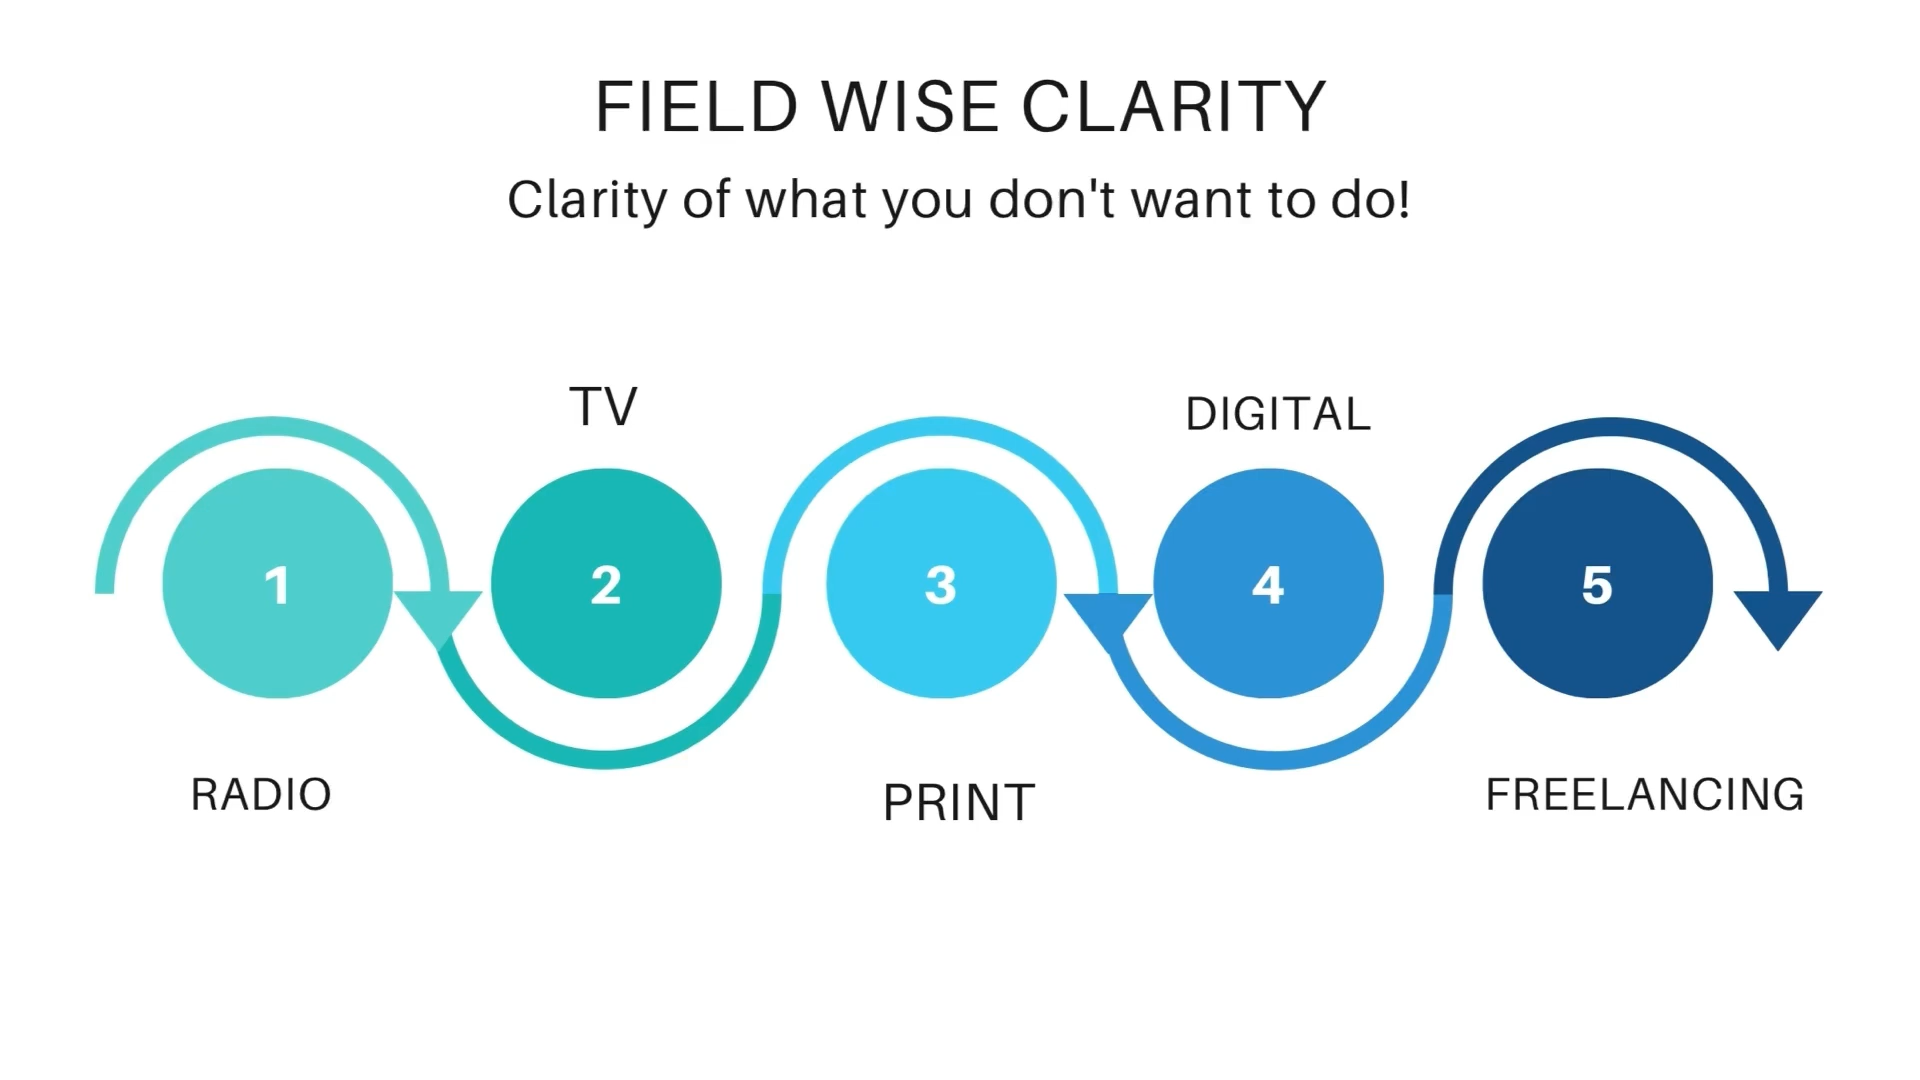 FIELD WISE CLARITY
Clarity of what you don't want to do!
1
RADIO
2
TV
3
PRINT
4
DIGITAL
5
FREELANCING